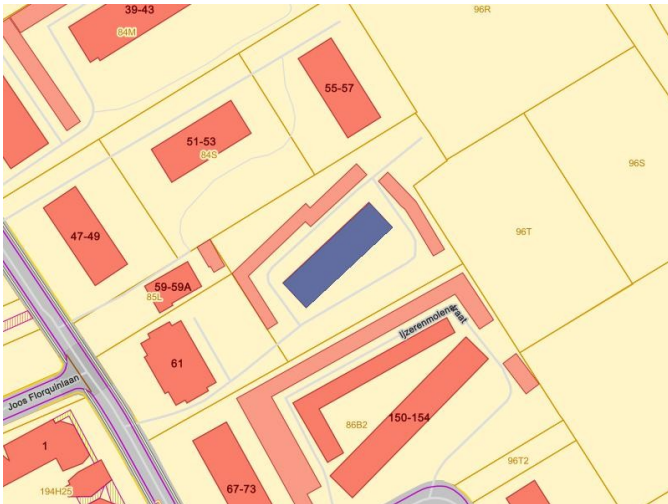 39-43
84M
96R
55-57
51-53
84S
96S
47-49
96T
59-59A
85L
Ijzerenmolenstraat
61
Joos Florquinlaan
150-154
86B2
1
96T2
67-73
194H25